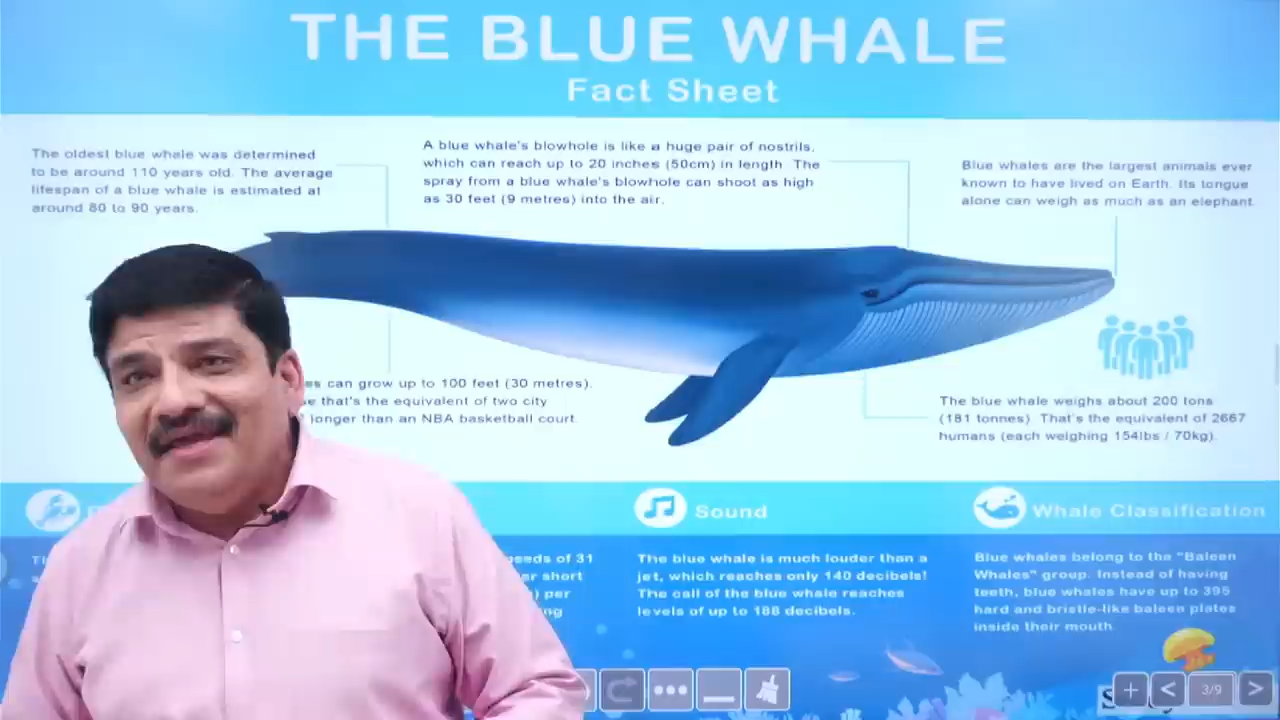 THE BLUE WHALE
Fact Sheet
The oldest blue whale was determined
to be around 110 years old. The average
lifespan of a blue whale is estimated at
around 80 to 90 years.
A blue whale's blowhole is like a huge pair of nostrils,
which can reach up to 20 inches (50cm) in length. The
spray from a blue whale's blowhole can shoot as high
as 30 feet (9 metres) into the air.
Blue whales are the largest animals ever
known to have lived on Earth. Its tongue
alone can weigh as much as an elephant
can grow up to 100 feet (30 metres).
that's the equivalent of two city
longer than an NBA basketball court.
The blue whale weighs about 200 tons
(181 tonnes) That's the equivalent of 2667
humans (each weighing 154lbs / 70kg).
of 31
short
per
Sound
The blue whale is much louder than a
jet, which reaches only 140 decibels!
The call of the blue whale reaches
levels of up to 188 decibels.
Whale Classification
Blue whales belong to the "Baleen
Whales" group. Instead of having
teeth, blue whales have up to 395
hard and bristle-like baleen plates
inside their mouth
+ < 3/9 >